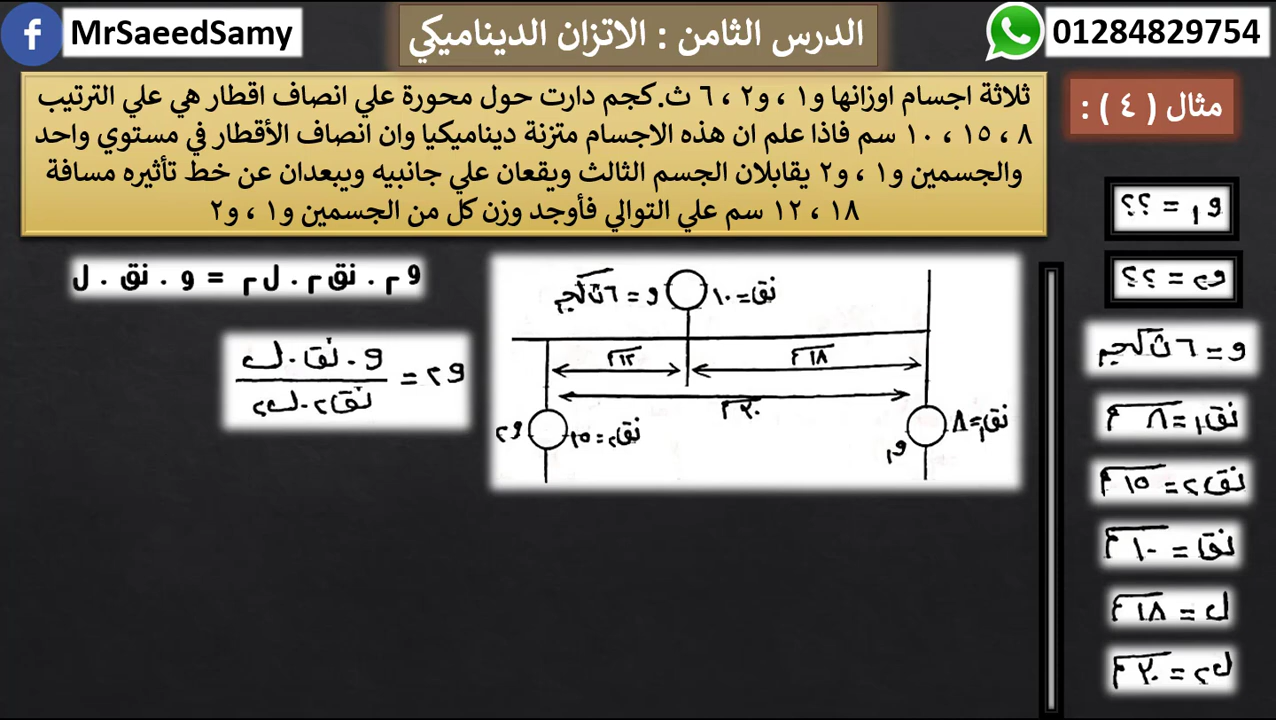 MrSaeedSamy
الدرس الثامن : الاتزان الديناميكي
01284829754
مثال ( ٤ ) :
ثلاثة اجسام اوزانها و١ ، و٢ ، ٦ ث.كجم دارت حول محورة علي انصاف اقطار هي علي الترتيب
٨ ، ١٥ ، ١٠ سم فاذا علم ان هذه الاجسام متزنة ديناميكيا وان انصاف الأقطار في مستوي واحد
والجسمين و١ ، و٢ يقابلان الجسم الثالث ويقعان علي جانبيه ويبعدان عن خط تأثيره مسافة
١٨ ، ١٢ سم علي التوالي فأوجد وزن كل من الجسمين و١ ، و٢
و١ = ؟؟
و٢ = ؟؟
و = ٦ ث كجم
نق١ = ٨ سم
نق٢ = ١٥ سم
نق = ١٠ سم
ل = ١٨ سم
ل٢ = ٣٠ سم
و٢ . نق٢ . ل٢ = و . نق . ل
و٢ = و . نق . ل
نق٢ . ل٢
نق = ١٠
و = ٦ ث كجم
١٨ سم
١٢ سم
٣٠ سم
نق١ = ٨
و١
نق٢ = ١٥
و٢